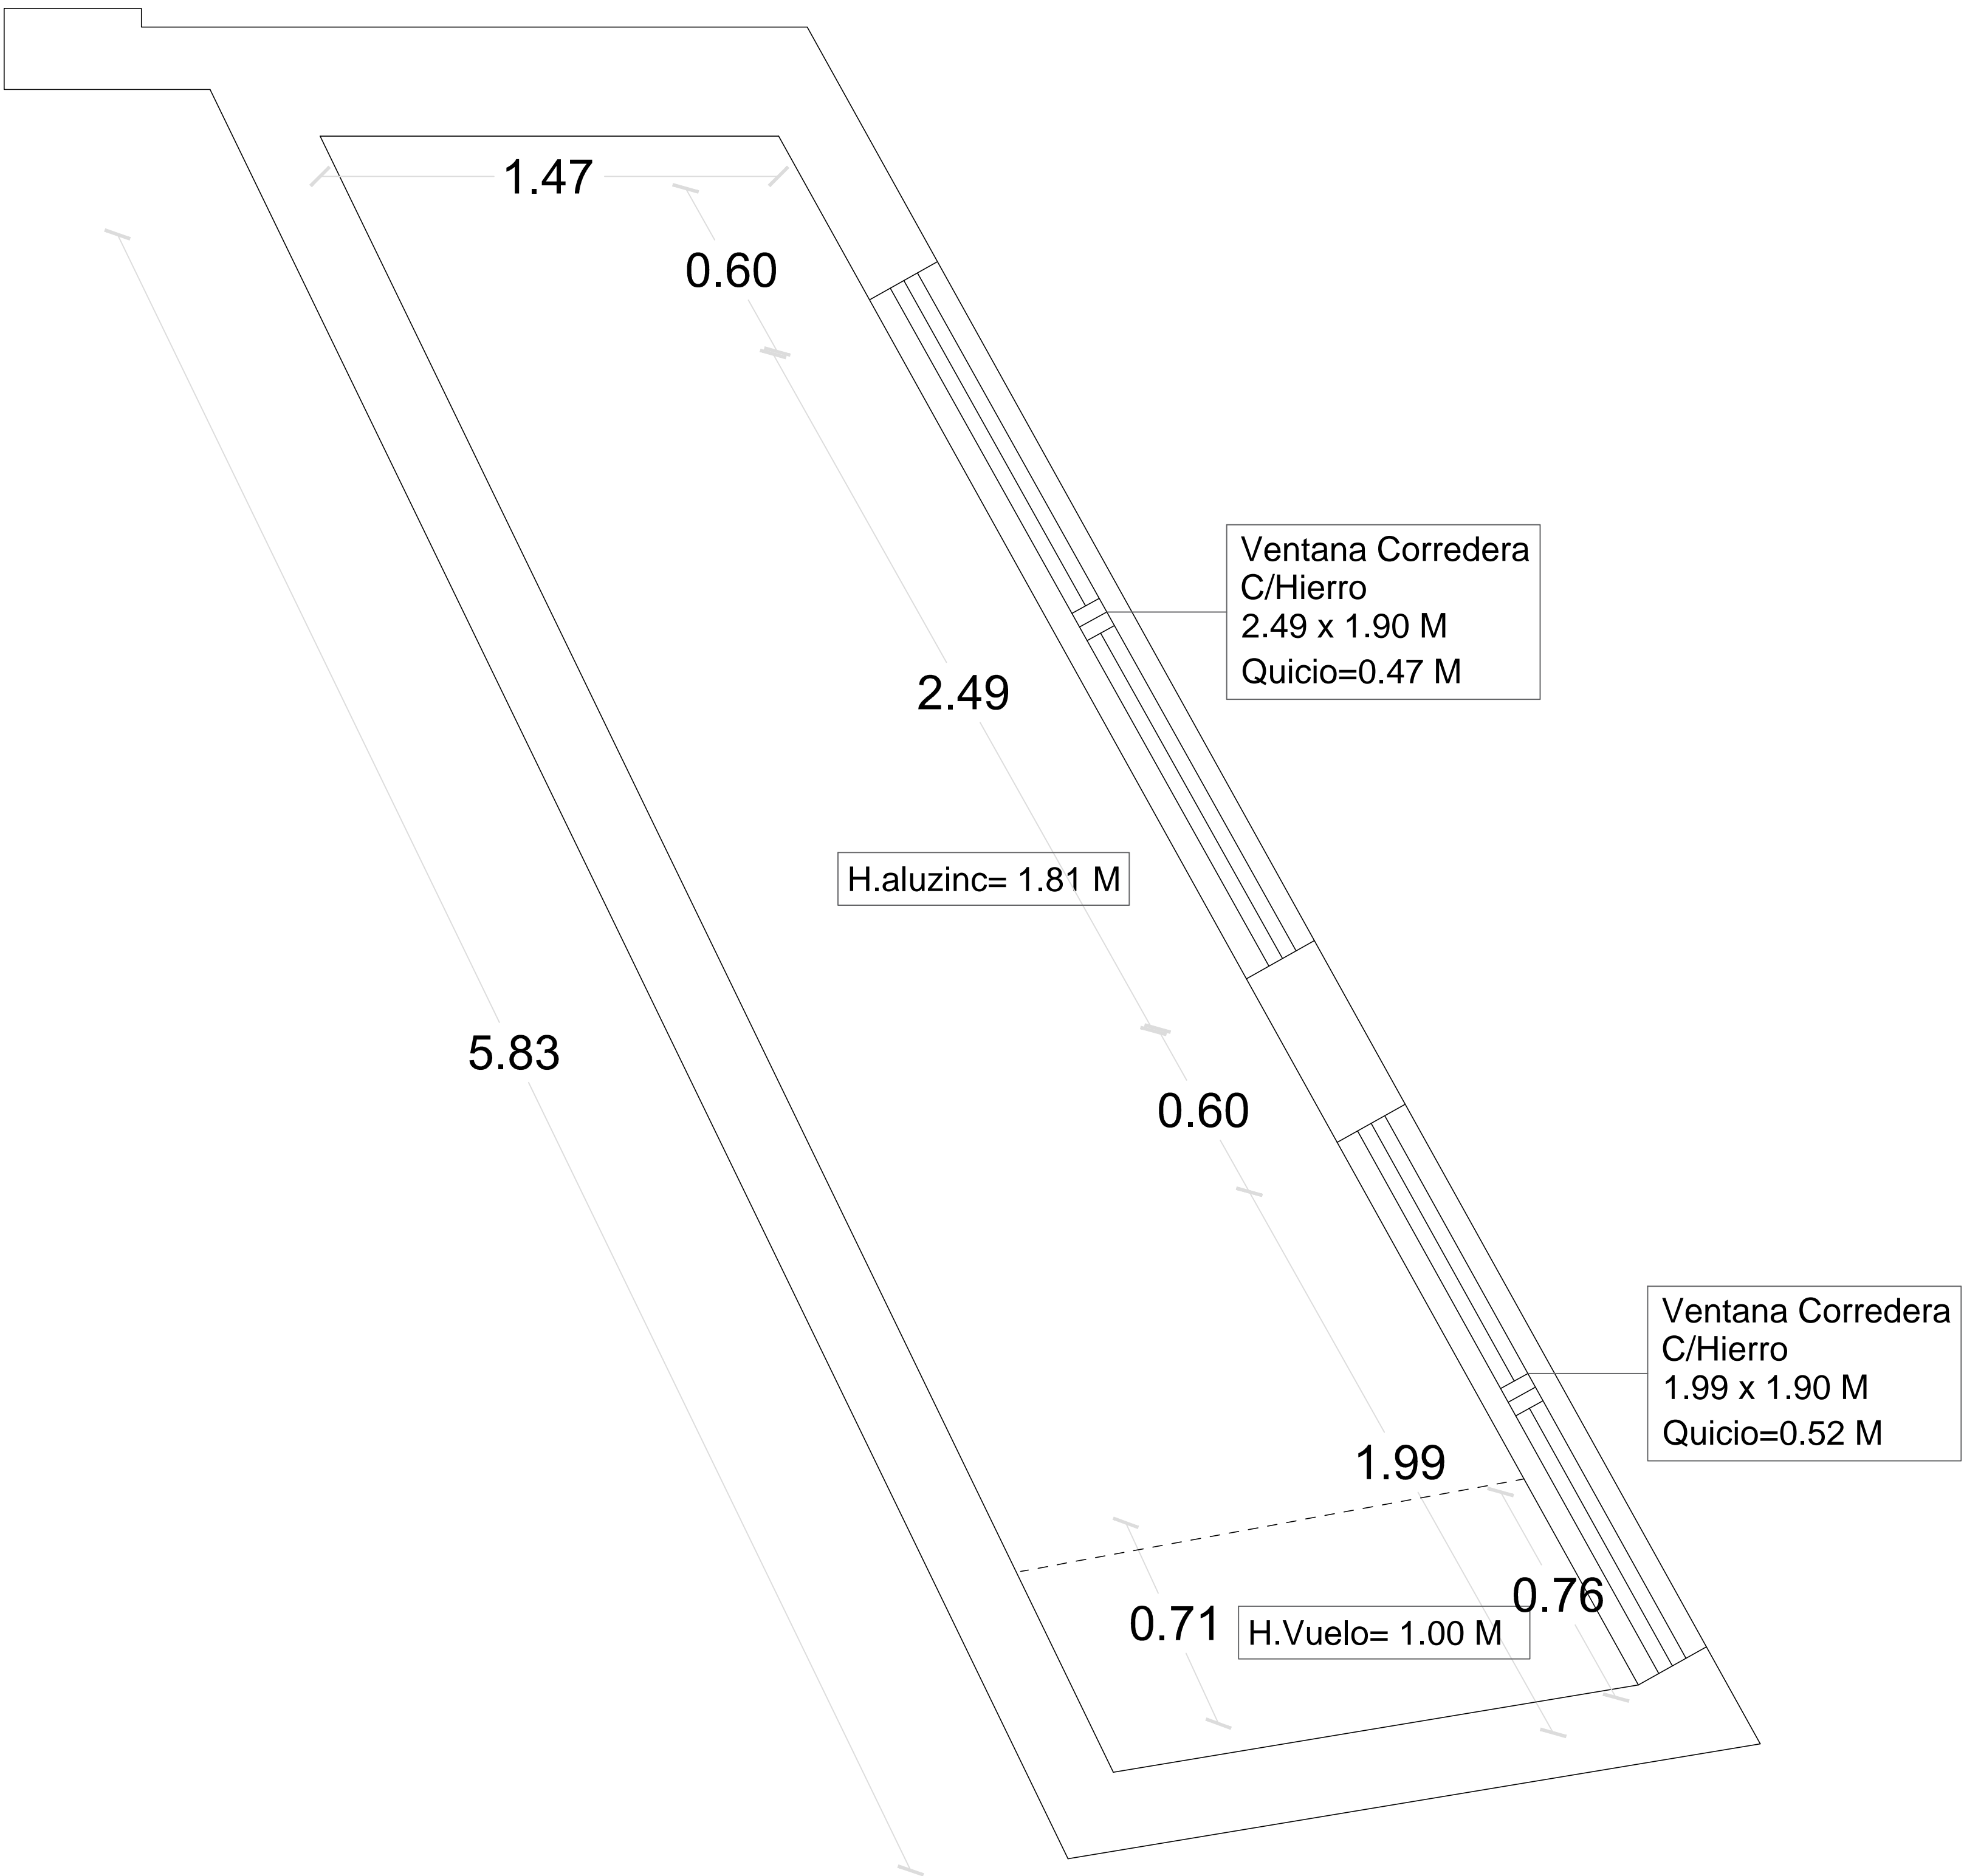 1.47
0.60
Ventana Corredera
C/Hierro
2.49 x 1.90 M
Quicio=0.47 M
2.49
H.aluzinc= 1.81 M
5.83
0.60
Ventana Corredera
C/Hierro
1.99 x 1.90 M
Quicio=0.52 M
1.99
0.76
0.71
H.Vuelo= 1.00 M